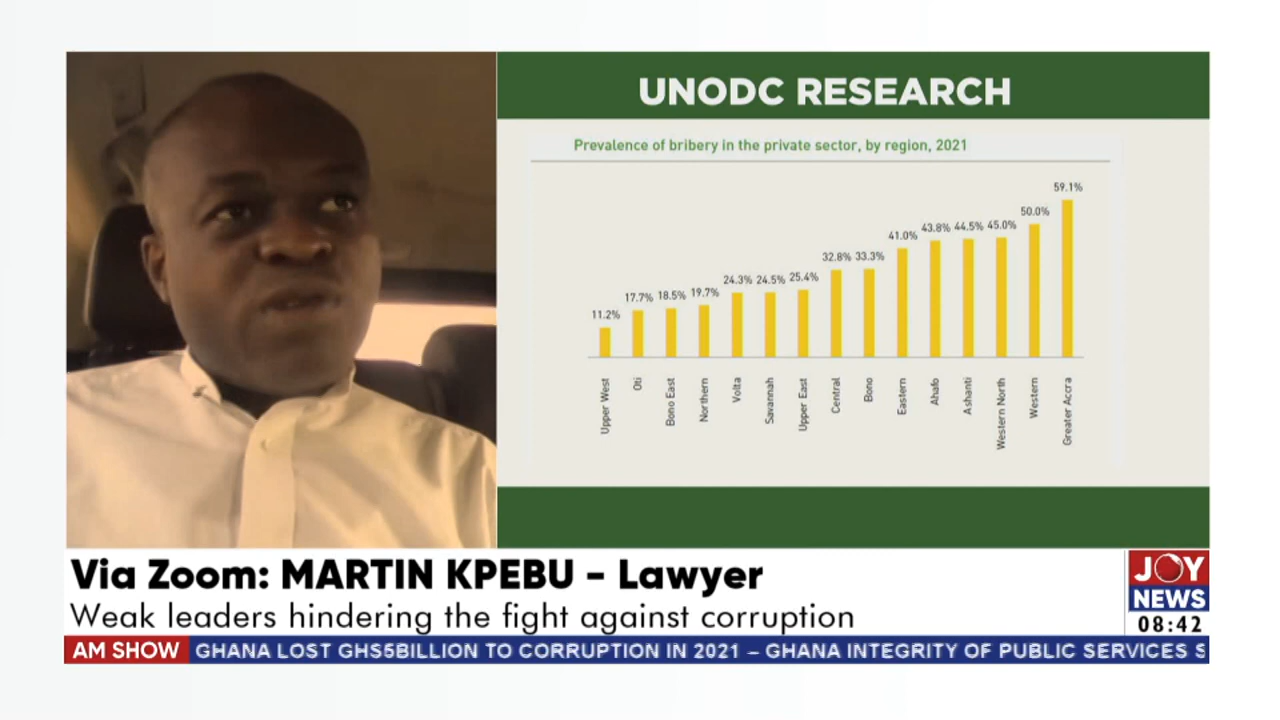 UNODC RESEARCH
Prevalence of bribery in the private sector, by region, 2021
11.2%
17.7%
18.5%
19.7%
24.3%
24.5%
25.4%
32.8%
33.3%
41.0%
43.8%
44.5%
45.0%
50.0%
59.1%
Upper West
Oti
Bono East
Northern
Volta
Savannah
Upper East
Central
Bono
Eastern
Ahafo
Ashanti
Western North
Western
Greater Accra
Via Zoom: MARTIN KPEBU – Lawyer
Weak leaders hindering the fight against corruption
JOY
NEWS
08:42
AM SHOW GHANA LOST GHS5BILLION TO CORRUPTION IN 2021 – GHANA INTEGRITY OF PUBLIC SERVICES S